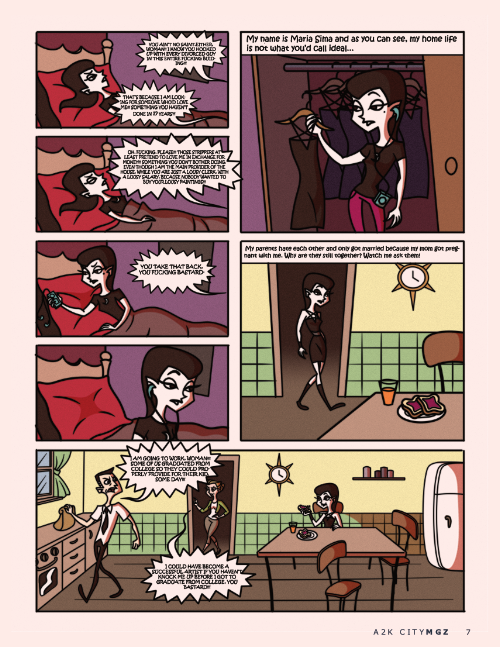 YOU AIN'T NO SAINT EITHER,
WOMAN!! I KNOW YOU HOOKED
UP WITH EVERY DIVORCED GUY
IN THIS ENTIRE FUCKING BUIL-
DING!!
THAT'S BECAUSE I AM LOOK-
ING FOR SOMEONE WHO'D LOVE
ME!! SOMETHING YOU HAVEN'T
DONE IN 17 YEARS!!
OH, FUCKING, PLEASE!! THOSE STRIPPERS AT
LEAST PRETEND TO LOVE ME IN EXCHANGE FOR
MONEY!! SOMETHING YOU DON'T BOTHER DOING
EVEN THOUGH I AM THE MAIN PROVIDER OF THE
HOUSE, WHILE YOU ARE JUST A LOUSY CLERK, WITH
A LOUSY SALARY, BECAUSE NOBODY WANTED TO
BUY YOUR LOUSY PAINTINGS!!
YOU TAKE THAT BACK,
YOU FUCKING BASTARD!
My name is Maria Sima and as you can see, my home life
is not what you'd call ideal...
My parents hate each other and only got married because my mom got preg-
nant with me. Why are they still together? Watch me ask them!
I AM GOING TO WORK, WOMAN!!
SOME OF US GRADUATED FROM
COLLEGE SO THEY COULD PRO-
PERLY PROVIDE FOR THEIR KID
SOME DAY!!
I COULD HAVE BECOME A
SUCCESSFUL ARTIST IF YOU HAVEN'T
KNOCK ME UP BEFORE I GOT TO
GRADUATE FROM COLLEGE, YOU
BASTARD!!
A2K CITYMGZ 7